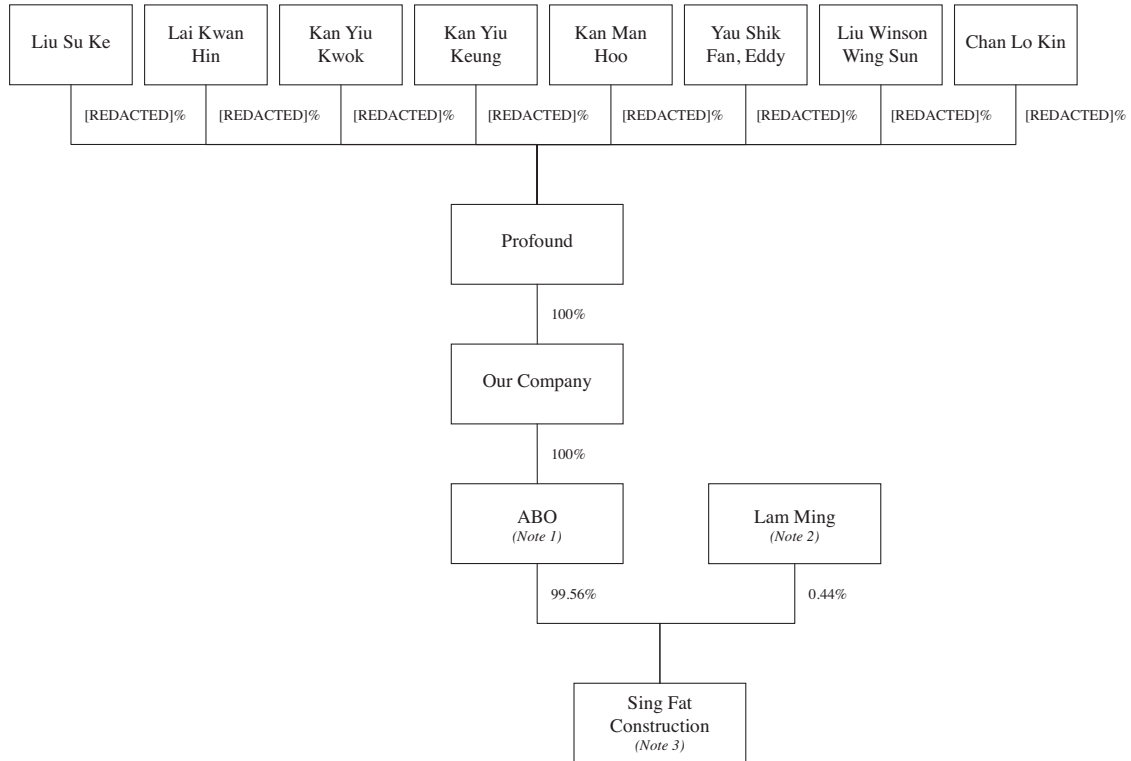 Liu Su Ke
Lai Kwan
Hin
Kan Yiu
Kwok
Kan Yiu
Keung
Kan Man
Hoo
Yau Shik
Fan, Eddy
Liu Winson
Wing Sun
Chan Lo Kin
[REDACTED]%
[REDACTED]%
[REDACTED]%
[REDACTED]%
[REDACTED]%
[REDACTED]%
[REDACTED]%
[REDACTED]%
Profound
100%
Our Company
100%
ABO
(Note 1)
Lam Ming
(Note 2)
99.56%
0.44%
Sing Fat
Construction
(Note 3)